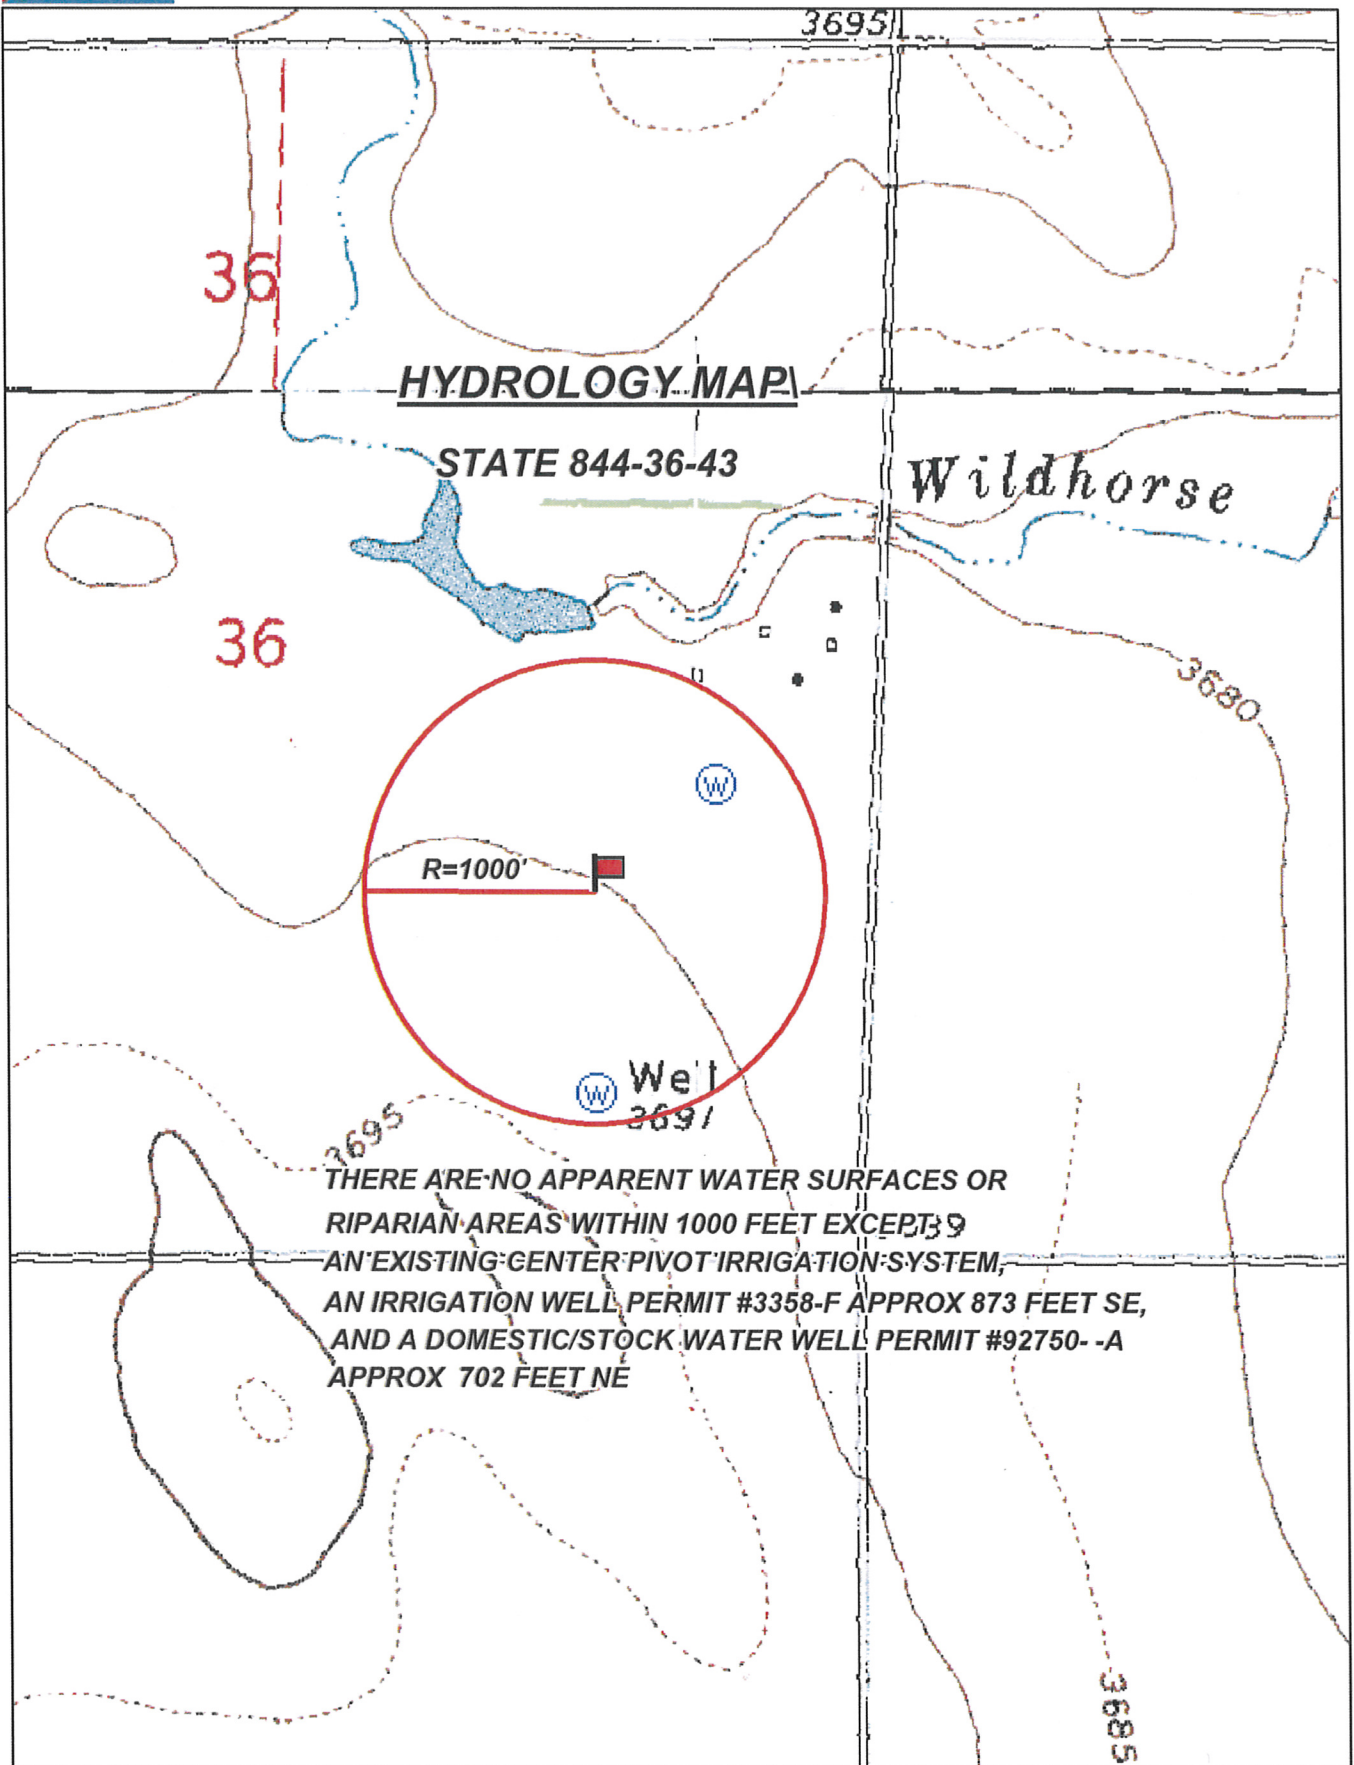 3695
36
HYDROLOGY MAP\
STATE 844-36-43
Wildhorse
36
3680
W
R=1000'
W
Well
3697
3695
THERE ARE NO APPARENT WATER SURFACES OR
RIPARIAN AREAS WITHIN 1000 FEET EXCEPT
AN EXISTING CENTER PIVOT IRRIGATION SYSTEM,
AN IRRIGATION WELL PERMIT #3358-F APPROX 873 FEET SE,
AND A DOMESTIC/STOCK WATER WELL PERMIT #92750- -A
APPROX 702 FEET NE
3685